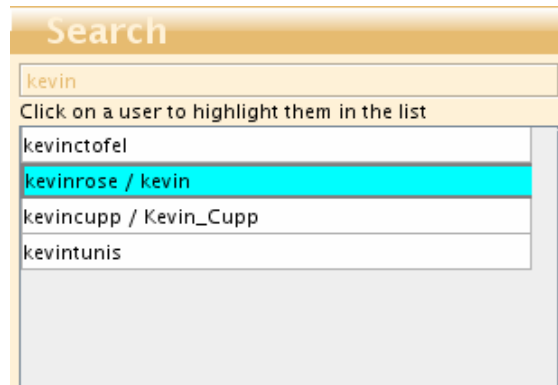 Search
kevin
Click on a user to highlight them in the list
kevinctofel
kevinrose / kevin
kevincupp / Kevin_Cupp
kevintunis